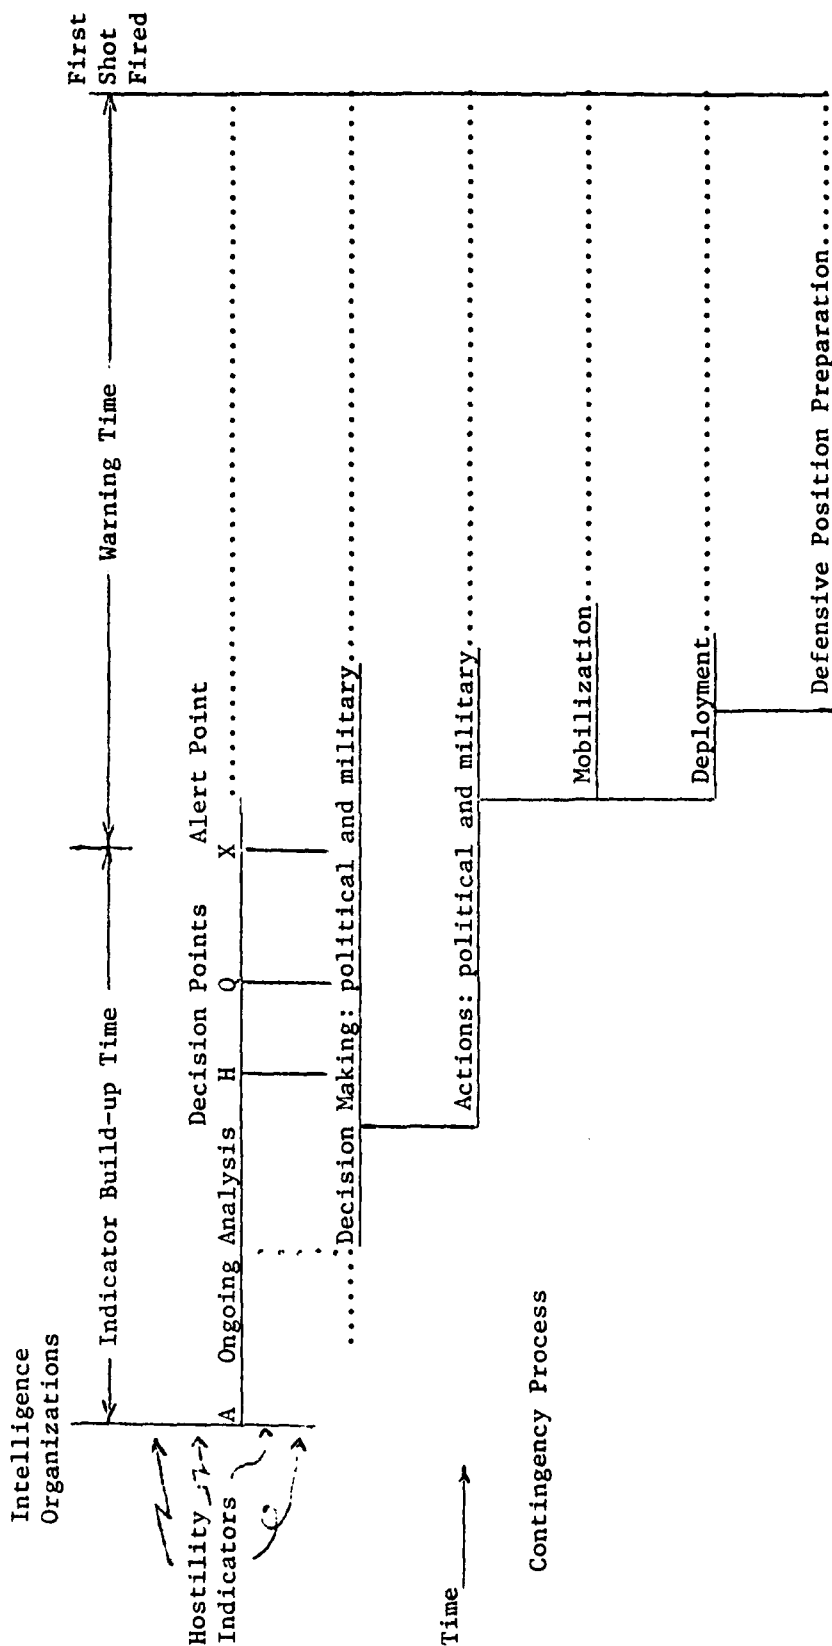 Intelligence
Organizations
First
Shot
Fired
Indicator Build-up Time
Warning Time
Hostility
Indicators
Decision Points
Alert Point
A Ongoing Analysis H Q X
Decision Making: political and military
Actions: political and military
Mobilization
Deployment
Defensive Position Preparation
Time
Contingency Process